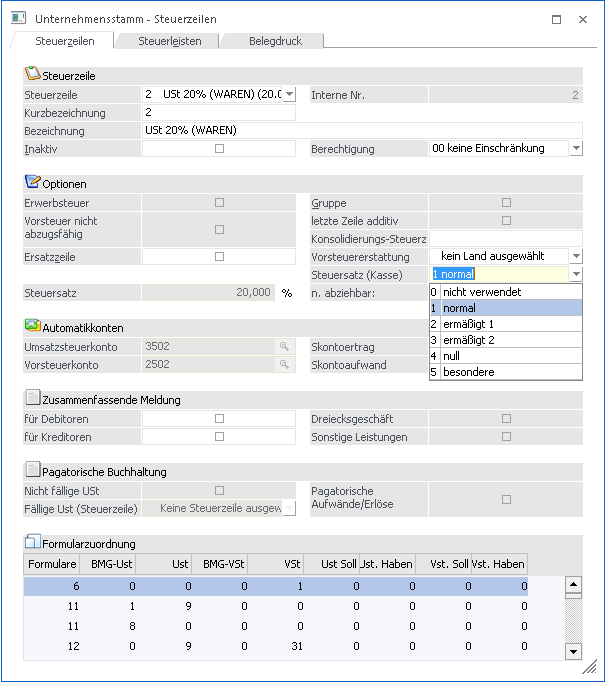 Unternehmensstamm - Steuerzeilen
Steuerzeilen Steuerleisten Belegdruck
Steuerzeile
Steuerzeile 2 USt 20% (WAREN) (20.0 Interne Nr. 2
Kurzbezeichnung 2
Bezeichnung USt 20% (WAREN)
Inaktiv Berechtigung 00 keine Einschränkung
Optionen
Erwerbsteuer Gruppe
Vorsteuer nicht abzugsfähig letzte Zeile additiv
Konsolidierungs-Steuerz
Ersatzzeile Vorsteuererstattung kein Land ausgewählt
Steuersatz (Kasse) 1 normal
Steuersatz 20,000 % n. abziehbar:
0 nicht verwendet
1 normal
2 ermäßigt 1
3 ermäßigt 2
4 null
5 besondere
Automatikkonten
Umsatzsteuerkonto 3502 Skontoertrag
Vorsteuerkonto 2502 Skontoaufwand
Zusammenfassende Meldung
für Debitoren Dreiecksgeschäft
für Kreditoren Sonstige Leistungen
Pagatorische Buchhaltung
Nicht fällige USt Pagatorische Aufwände/Erlöse
Fällige Ust (Steuerzeile) Keine Steuerzeile ausgew
Formularzuordnung
Formulare BMG-Ust Ust BMG-VSt VSt Ust Soll Jst. Haben Vst. Soll Vst. Haben
6 0 0 0 1 0 0 0 0
11 1 9 0 0 0 0 0 0
11 8 0 0 0 0 0 0 0
12 0 9 0 31 0 0 0 0